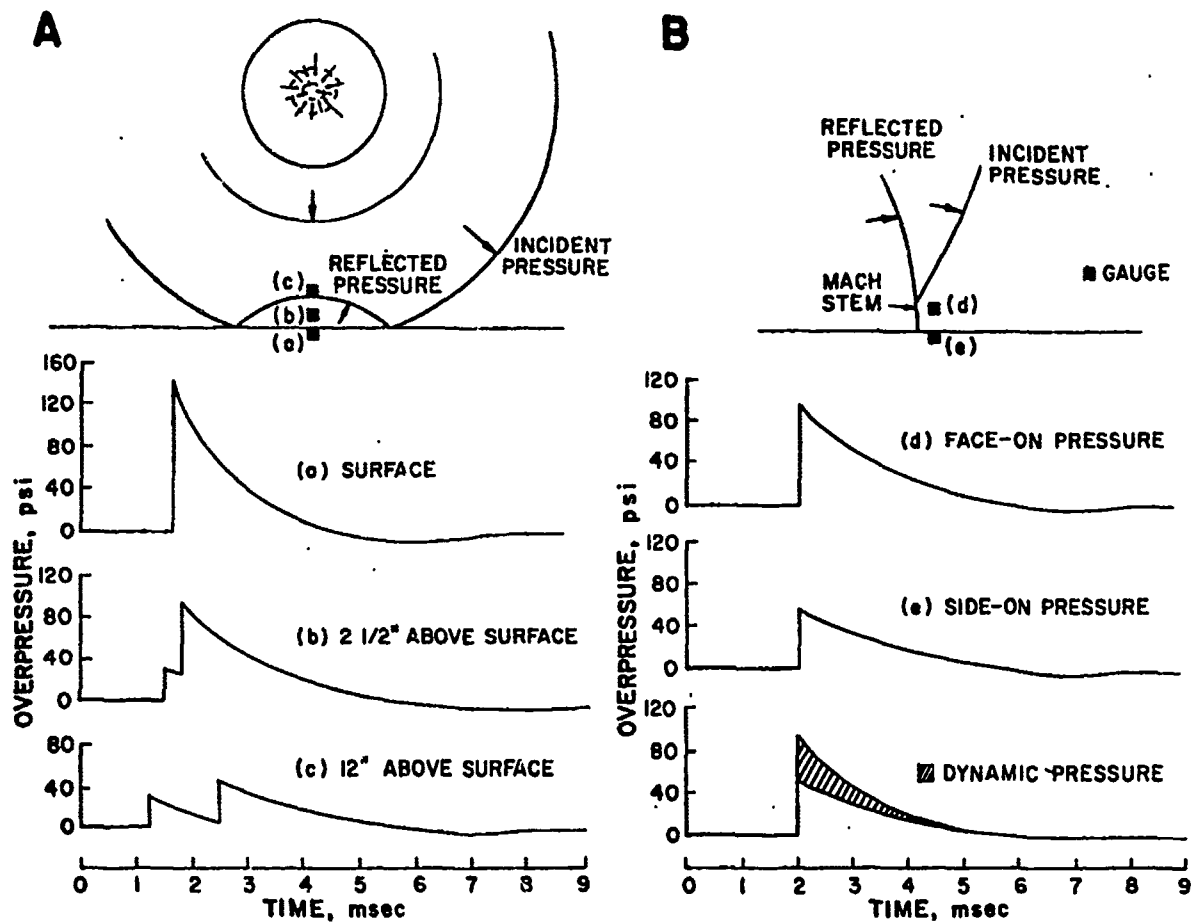 A
REFLECTED
PRESSURE
INCIDENT
PRESSURE
(c)
(b)
(a)
B
REFLECTED
PRESSURE
INCIDENT
PRESSURE
MACH
STEM
GAUGE
(d)
(e)
OVERPRESSURE, psi
160
120
80
40
0
(a) SURFACE
120
80
40
0
(b) 2 1/2" ABOVE SURFACE
80
40
0
(c) 12" ABOVE SURFACE
0 1 2 3 4 5 6 7 8 9
TIME, msec
OVERPRESSURE, psi
120
80
40
0
(d) FACE-ON PRESSURE
120
80
40
0
(e) SIDE-ON PRESSURE
120
80
40
0
DYNAMIC PRESSURE
0 1 2 3 4 5 6 7 8 9
TIME, msec